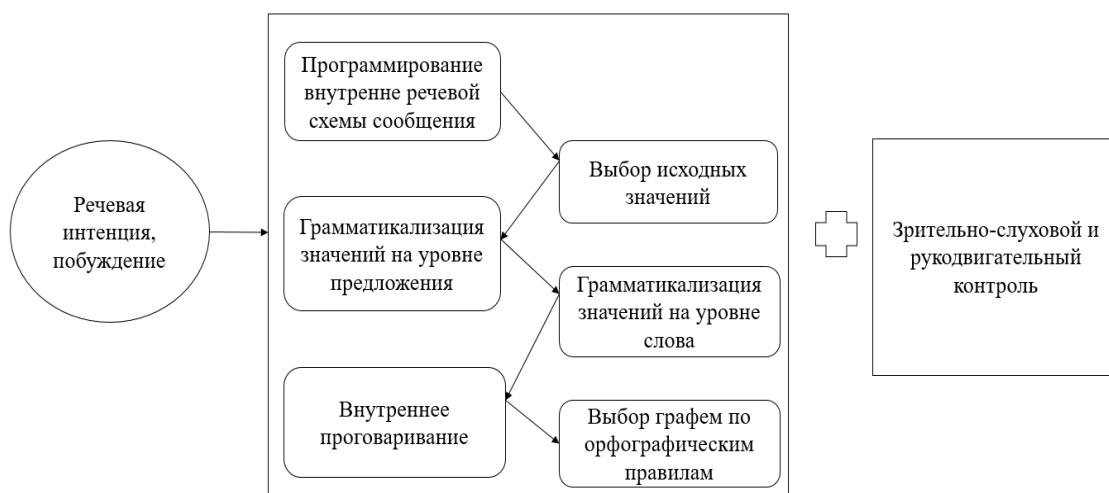 Речевая
интенция,
побуждение
Программирование
внутренне речевой
схемы сообщения
Выбор исходных
значений
Грамматикализация
значений на уровне
предложения
Грамматикализация
значений на уровне
слова
Внутреннее
проговаривание
Выбор графем по
орфографическим
правилам
Зрительно-слуховой и
рукодвигательный
контроль